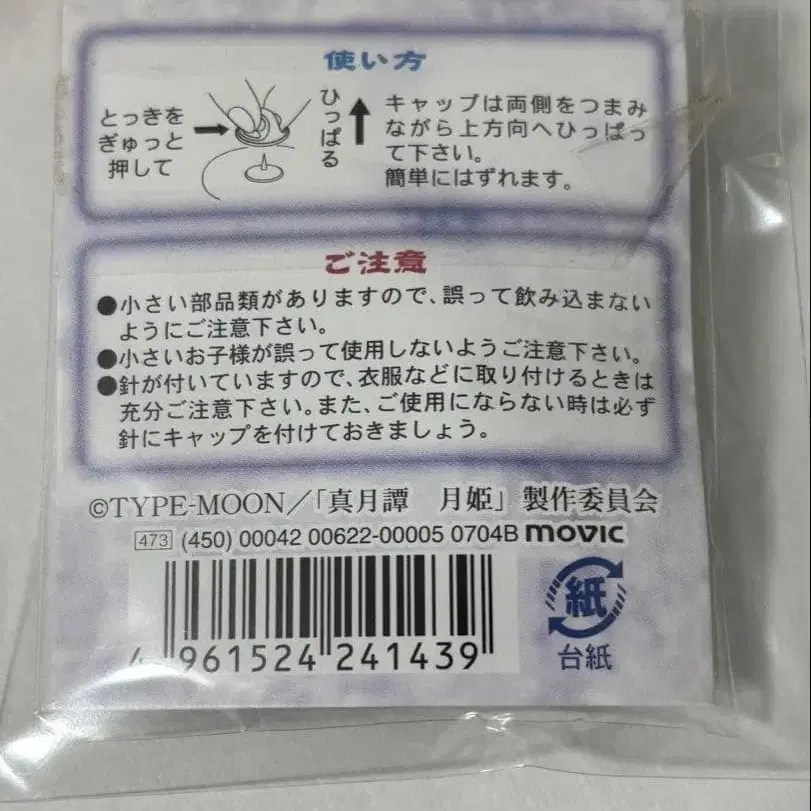 使い方
とっきを
ぎゅっと
押して
ひっぱる
キャップは両側をつまみ
ながら上方向へひっぱっ
て下さい。
簡単にはずれます。
ご注意
●小さい部品類がありますので、誤って飲み込まない
ようにご注意下さい。
●小さいお子様が誤って使用しないようご注意下さい。
●針が付いていますので、衣服などに取り付けるときは
充分ご注意下さい。また、ご使用にならない時は必ず
針にキャップを付けておきましょう。
©TYPE-MOON／「真月譚　月姫」製作委員会
473 (450) 00042 00622-00005 0704B movic
4 961524 241439
紙
台紙